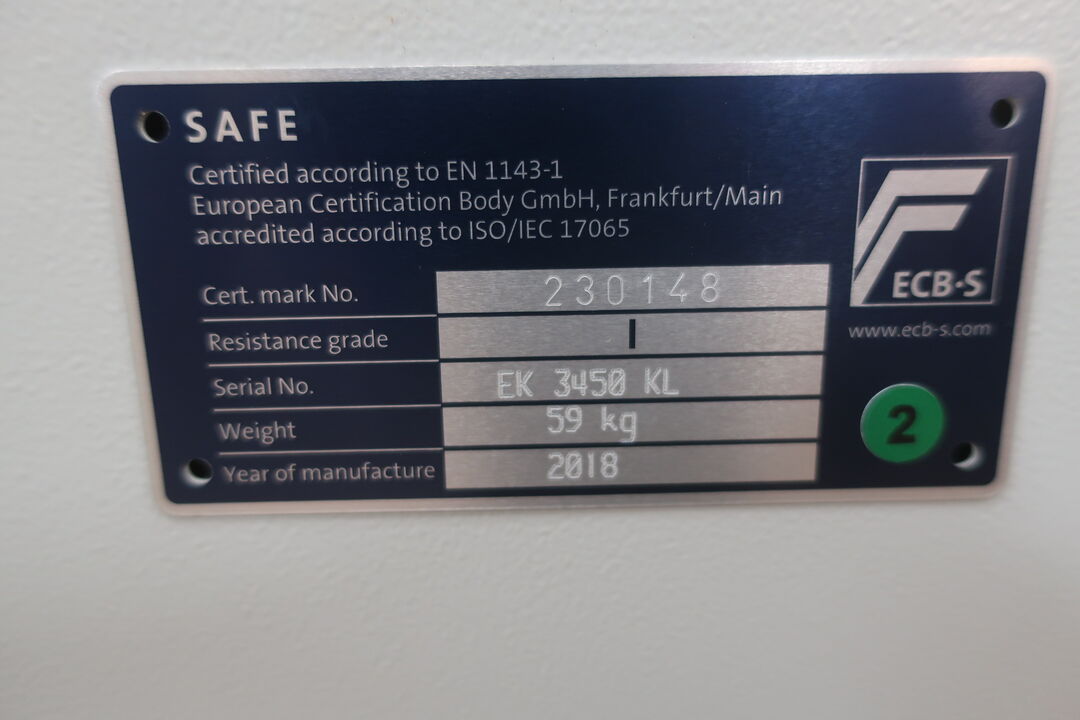 SAFE
Certified according to EN 1143-1
European Certification Body GmbH, Frankfurt/Main
accredited according to ISO/IEC 17065
ECB·S
www.ecb-s.com
Cert. mark No. 230148
Resistance grade I
Serial No. EK 3450 KL
Weight 59 kg
Year of manufacture 2018
2